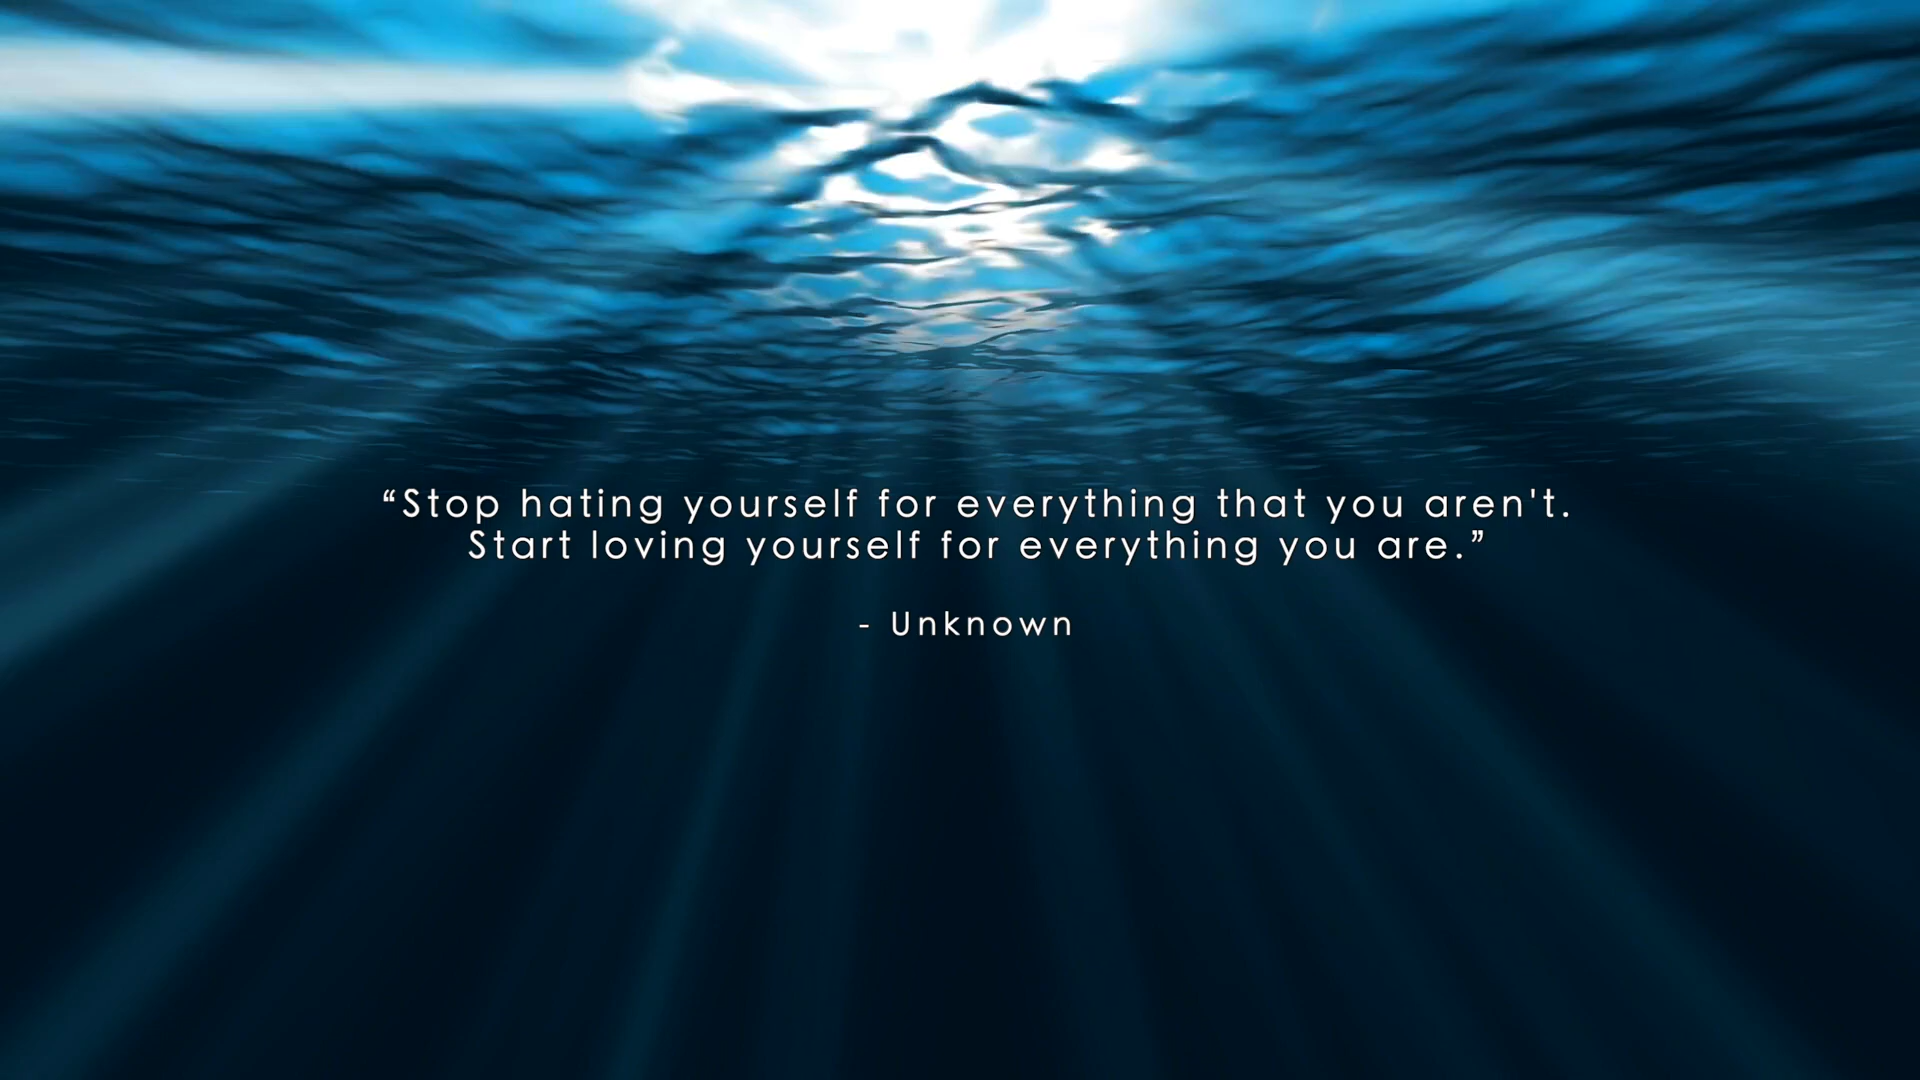 “Stop hating yourself for everything that you aren't.
Start loving yourself for everything you are.”
- Unknown